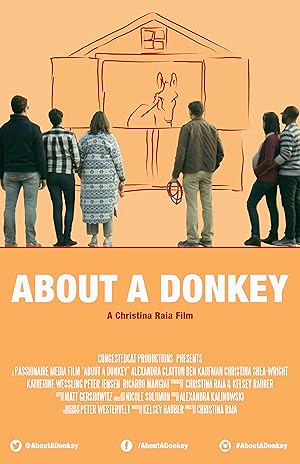 ABOUT A DONKEY
A Christina Raia Film
CONGESTEDCAT PRODUCTIONS PRESENTS
A PASSIONAIRE MEDIA FILM "ABOUT A DONKEY" ALEXANDRA CLAYTON BEN KAUFMAN CHRISTINA SHEA-WRIGHT
KATHERINE WESSLING PETER JENSEN RICARDO MANIGAT CHRISTINA RAIA & KELSEY RAUBER
MATT GERSHOWITZ NICOLE SOLOMON ALEXANDRA KALINOWSKI
PETER WESTERVELT KELSEY RAUBER CHRISTINA RAIA
@AboutADonkey /AboutADonkey @AboutADonkey